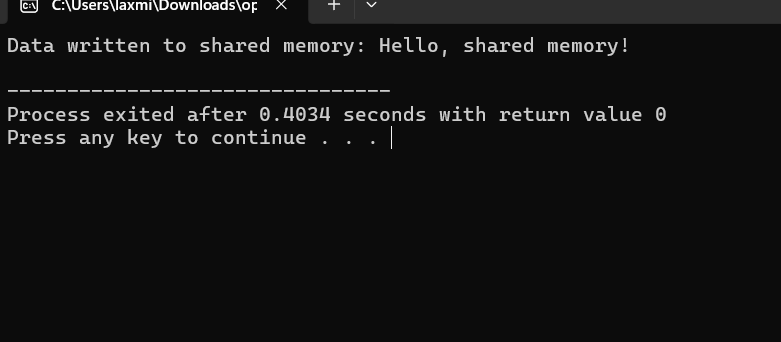 C:\Users\laxmi\Downloads\op
Data written to shared memory: Hello, shared memory!
--------------------------------
Process exited after 0.4034 seconds with return value 0
Press any key to continue . . .